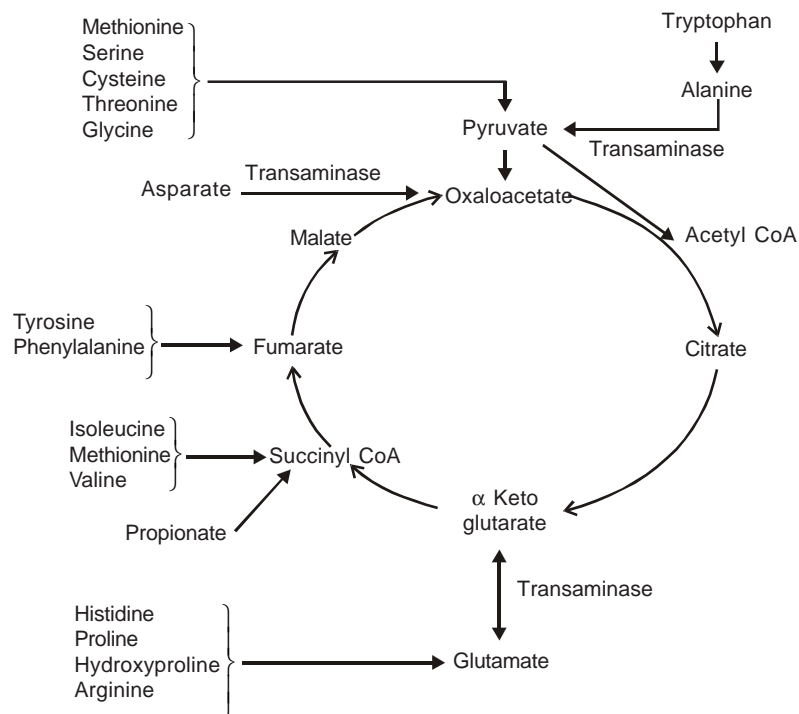 Methionine
Serine
Cysteine
Threonine
Glycine
Tryptophan
Alanine
Pyruvate
Transaminase
Transaminase
Asparate
Oxaloacetate
Malate
Acetyl CoA
Tyrosine
Phenylalanine
Fumarate
Citrate
Isoleucine
Methionine
Valine
Succinyl CoA
Propionate
α Keto
glutarate
Transaminase
Histidine
Proline
Hydroxyproline
Arginine
Glutamate